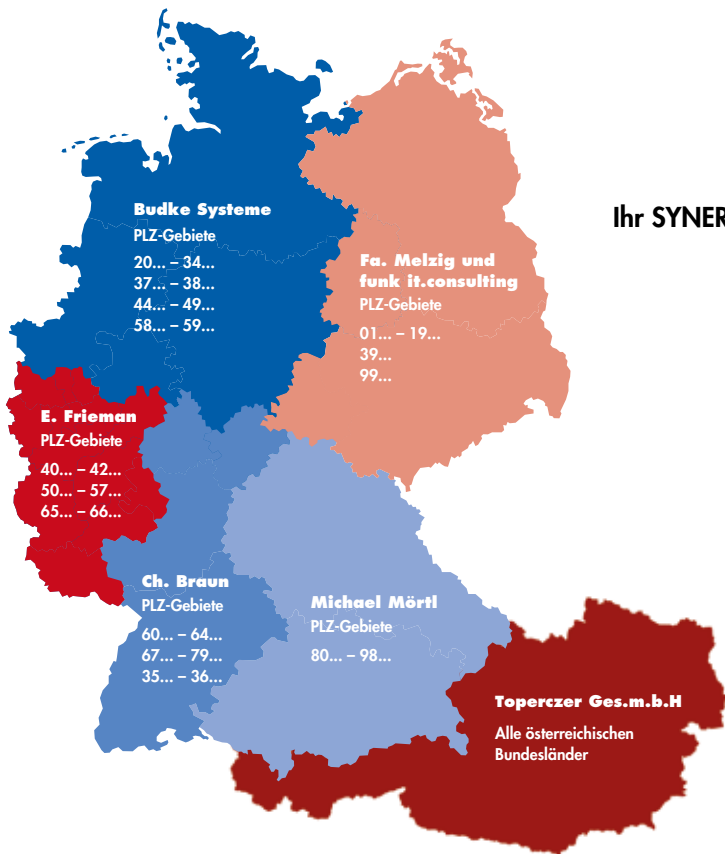 Budke Systeme
PLZ-Gebiete
20... – 34...
37... – 38...
44... – 49...
58... – 59...
Ihr SYNER
Fa. Melzig und
funk it.consulting
PLZ-Gebiete
01... – 19...
39...
99...
E. Frieman
PLZ-Gebiete
40... – 42...
50... – 57...
65... – 66...
Ch. Braun
PLZ-Gebiete
60... – 64...
67... – 79...
35... – 36...
Michael Mörtl
PLZ-Gebiete
80... – 98...
Toperczer Ges.m.b.H
Alle österreichischen
Bundesländer